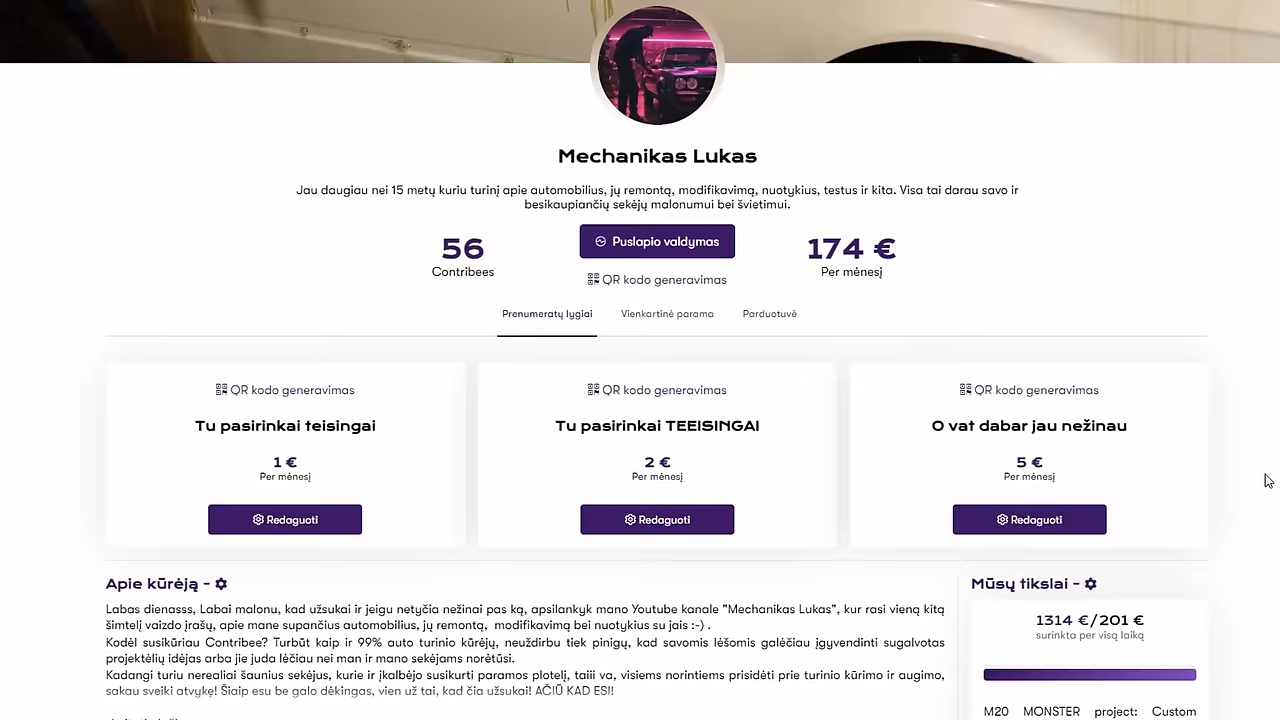 Mechanikas Lukas
Jau daugiau nei 15 metų kuriu turinį apie automobilius, jų remontą, modifikavimą, nuotykius, testus ir kita. Visa tai darau savo ir
besikaupiančių sekėjų malonumui bei švietimui.
56
Contribees
Puslapio valdymas
QR kodo generavimas
174 €
Per mėnesį
Prenumeratų lygiai
Vienkartinė parama
Parduotuvė
QR kodo generavimas
Tu pasirinkai teisingai
1 €
Per mėnesį
Redaguoti
QR kodo generavimas
Tu pasirinkai TEEISINGAI
2 €
Per mėnesį
Redaguoti
QR kodo generavimas
O vat dabar jau nežinau
5 €
Per mėnesį
Redaguoti
Apie kūrėją -
Labas dienasss, Labai malonu, kad užsukai ir jeigu netyčia nežinai pas ką, apsilankyk mano Youtube kanale "Mechanikas Lukas", kur rasi vieną kitą
šimtelį vaizdo įrašų, apie mane supančius automobilius, jų remontą, modifikavimą bei nuotykius su jais :-) .
Kodėl susikūriau Contribee? Turbūt kaip ir 99% auto turinio kūrėjų, neuždirbu tiek pinigų, kad savomis lėšomis galėčiau įgyvendinti sugalvotas
projektėlių idėjas arba jie juda lėčiau nei man ir mano sekėjams norėtūsi.
Kadangi turiu nerealiai šaunius sekėjus, kurie ir įkalbėjo susikurti paramos plotelį, taiii va, visiems norintiems prisidėti prie turinio kūrimo ir augimo,
sakau sveiki atvykę! Šiaip esu be galo dėkingas, vien už tai, kad čia užsukai! AČIŪ KAD ESI!
Mūsų tikslai -
1314 €/201 €
surinkta per visą laiką
M20 MONSTER project: Custom